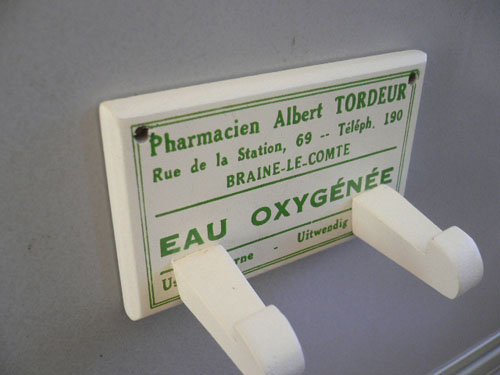 Pharmacien Albert TORDEUR
Rue de la Station, 69 -- Téléph. 190
BRAINE-LE-COMTE
EAU OXYGÉNÉE
- Uitwendig